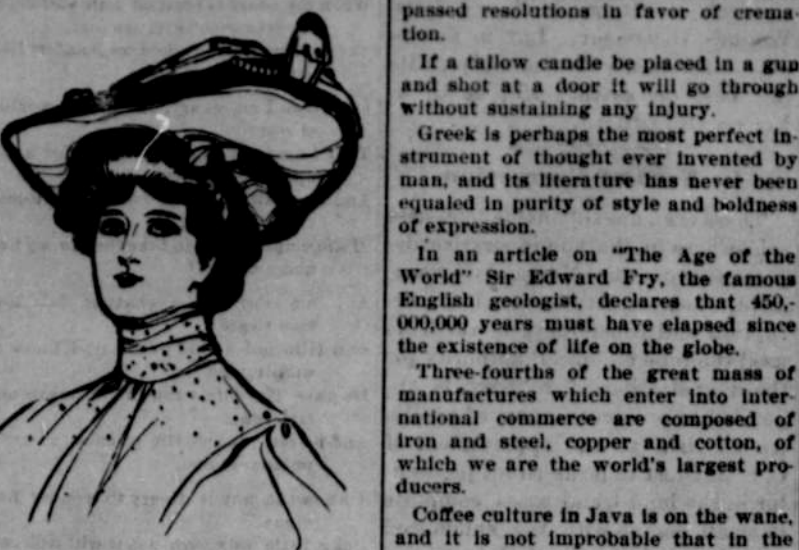 passed resolutions in favor of crema-
tion.
If a tallow candle be placed in a gun
and shot at a door it will go through
without sustaining any injury.
Greek is perhaps the most perfect in-
strument of thought ever invented by
man, and its literature has never been
equaled in purity of style and boldness
of expression.
In an article on "The Age of the
World" Sir Edward Fry, the famous
English geologist, declares that 450,-
000,000 years must have elapsed since
the existence of life on the globe.
Three-fourths of the great mass of
manufactures which enter into inter-
national commerce are composed of
iron and steel, copper and cotton, of
which we are the world's largest pro-
ducers.
Coffee culture in Java is on the wane,
and it is not improbable that in the